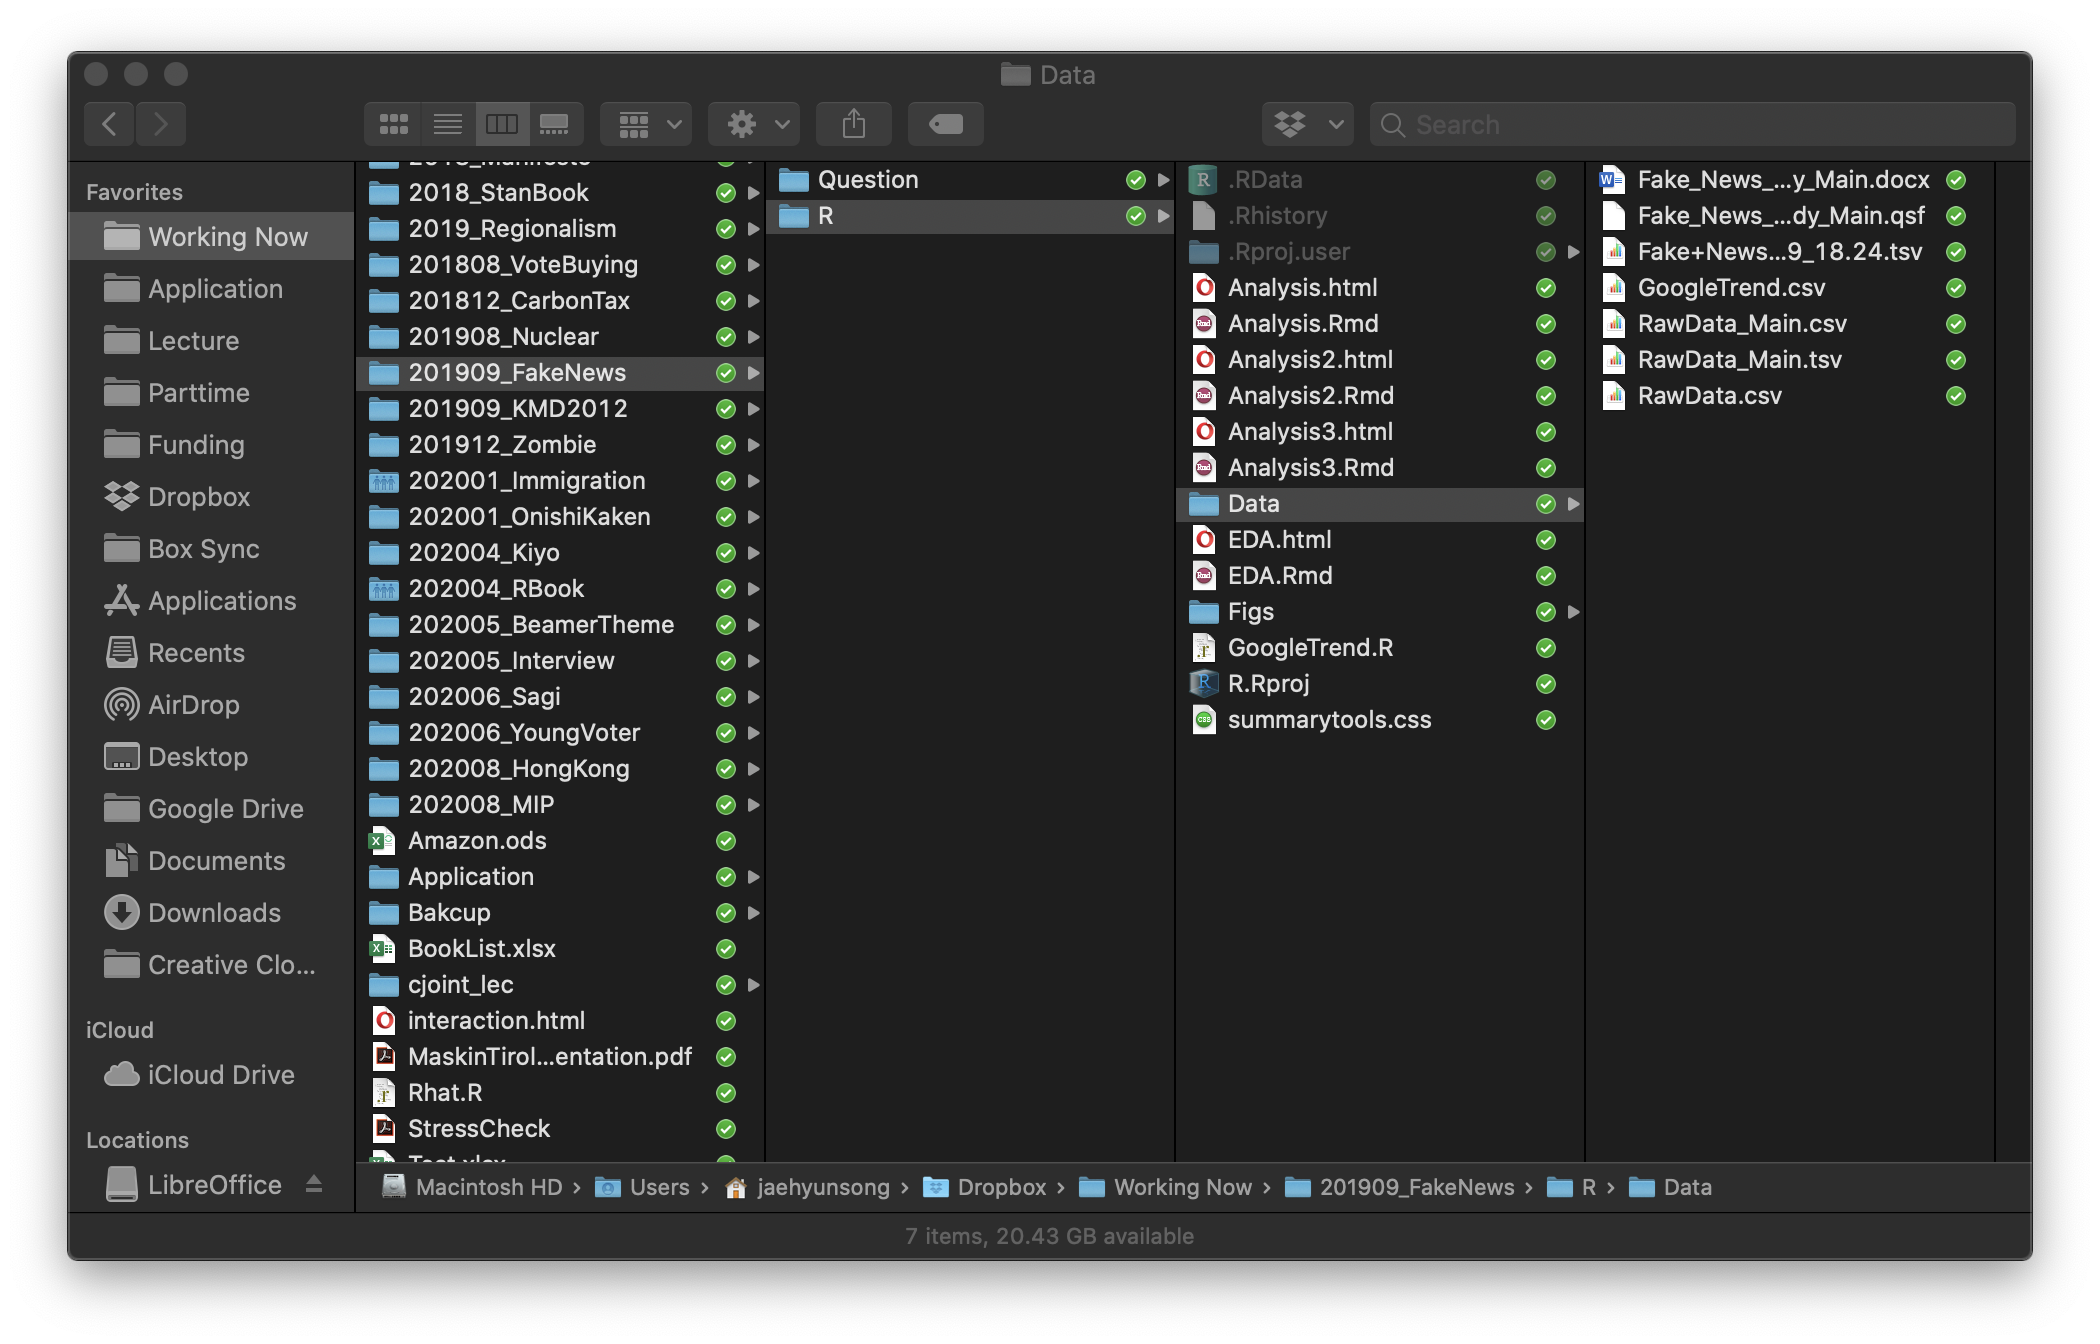 Data
Search
Favorites
Working Now
Application
Lecture
Parttime
Funding
Dropbox
Box Sync
Applications
Recents
AirDrop
Desktop
Google Drive
Documents
Downloads
Creative Clo...
iCloud
iCloud Drive
Locations
LibreOffice
2018_StanBook
2019_Regionalism
201808_VoteBuying
201812_CarbonTax
201908_Nuclear
201909_FakeNews
201909_KMD2012
201912_Zombie
202001_Immigration
202001_OnishiKaken
202004_Kiyo
202004_RBook
202005_BeamerTheme
202005_Interview
202006_Sagi
202006_YoungVoter
202008_HongKong
202008_MIP
Amazon.ods
Application
Bakcup
BookList.xlsx
cjoint_lec
interaction.html
MaskinTirol...entation.pdf
Rhat.R
StressCheck
Question
R
.RData
.Rhistory
.Rproj.user
Analysis.html
Analysis.Rmd
Analysis2.html
Analysis2.Rmd
Analysis3.html
Analysis3.Rmd
Data
EDA.html
EDA.Rmd
Figs
GoogleTrend.R
R.Rproj
summarytools.css
Fake_News_...y_Main.docx
Fake_News_...dy_Main.qsf
Fake+News...9_18.24.tsv
GoogleTrend.csv
RawData_Main.csv
RawData_Main.tsv
RawData.csv
Macintosh HD › Users › jaehyunsong › Dropbox › Working Now › 201909_FakeNews › R › Data
7 items, 20.43 GB available